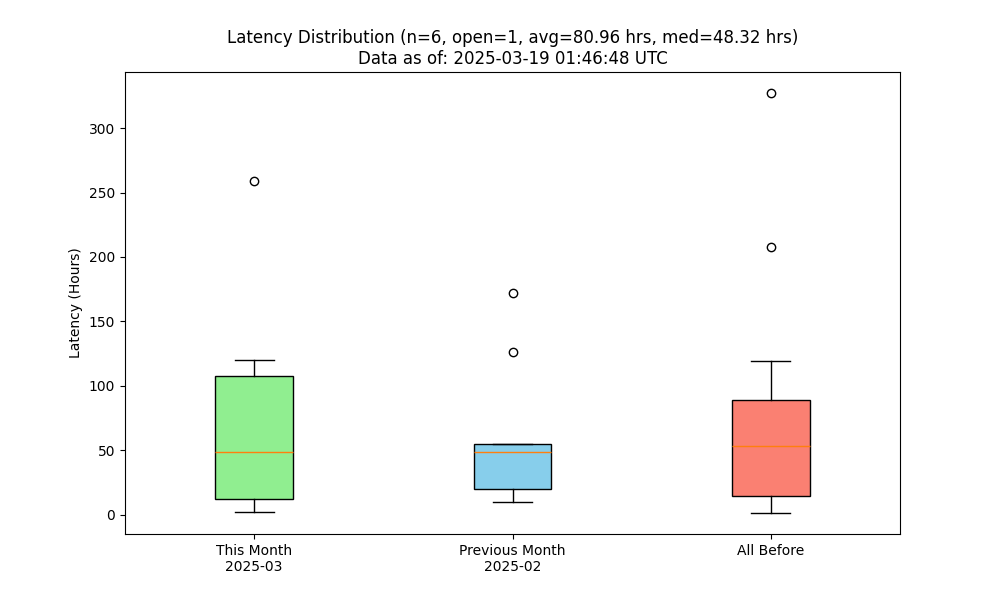 Latency Distribution (n=6, open=1, avg=80.96 hrs, med=48.32 hrs)
Data as of: 2025-03-19 01:46:48 UTC
Latency (Hours)
300
250
200
150
100
50
0
This Month
2025-03
Previous Month
2025-02
All Before